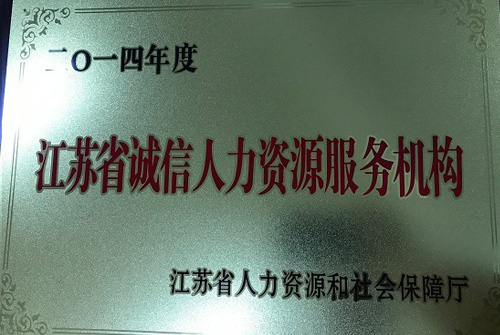 二〇一四年度
江苏省诚信人力资源服务机构
江苏省人力资源和社会保障厅